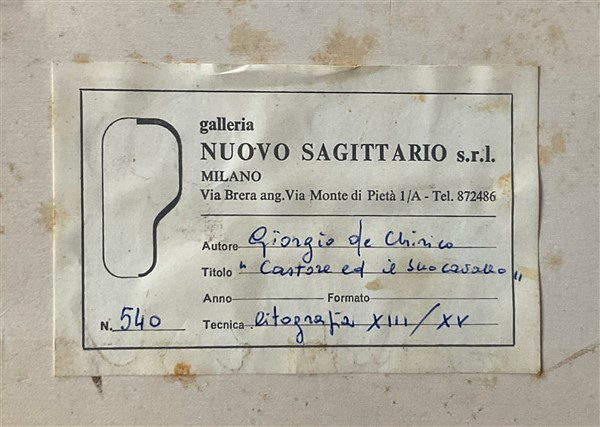 galleria
NUOVO SAGITTARIO s.r.l.
MILANO
Via Brera ang. Via Monte di Pietà 1/A - Tel. 872486
Autore Giorgio de Chirico
Titolo "Castore ed il suo cavallo"
Anno Formato
N. 540 Tecnica litografia XIII/XV